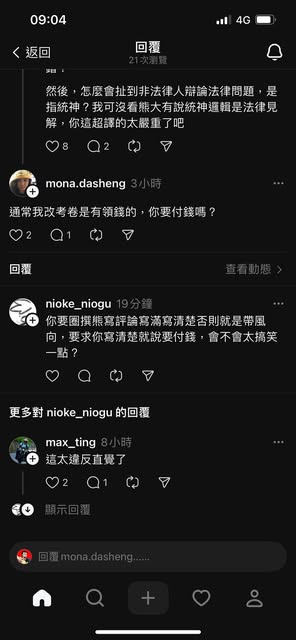 09:04
4G
返回
回覆
21次瀏覽
然後，怎麼會扯到非法律人辯論法律問題，是
指統神？我可沒看熊大有說統神邏輯是法律見
解，你這超譯的太嚴重了吧
8 2
mona.dasheng 3小時
通常我改考卷是有領錢的，你要付錢嗎？
2 1
回覆 查看動態
nioke_niogu 19分鐘
你要圈撰熊寫評論寫滿寫清楚否則就是帶風
向，要求你寫清楚就說要付錢，會不會太搞笑
一點？
更多對 nioke_niogu 的回覆
max_ting 8小時
這太違反直覺了
2 1
顯示回覆
回覆 mona.dasheng......